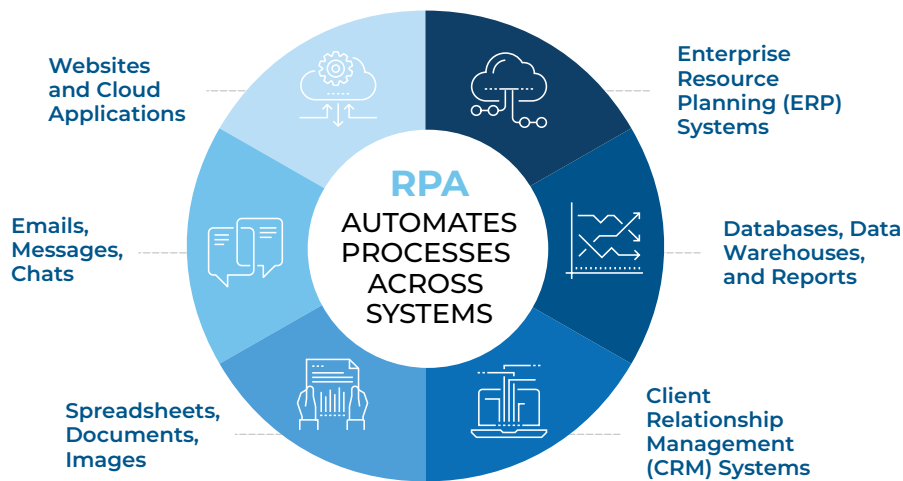 Websites
and Cloud
Applications
Enterprise
Resource
Planning (ERP)
Systems
RPA
AUTOMATES
PROCESSES
ACROSS
SYSTEMS
Emails,
Messages,
Chats
Databases, Data
Warehouses,
and Reports
Spreadsheets,
Documents,
Images
Client
Relationship
Management
(CRM) Systems